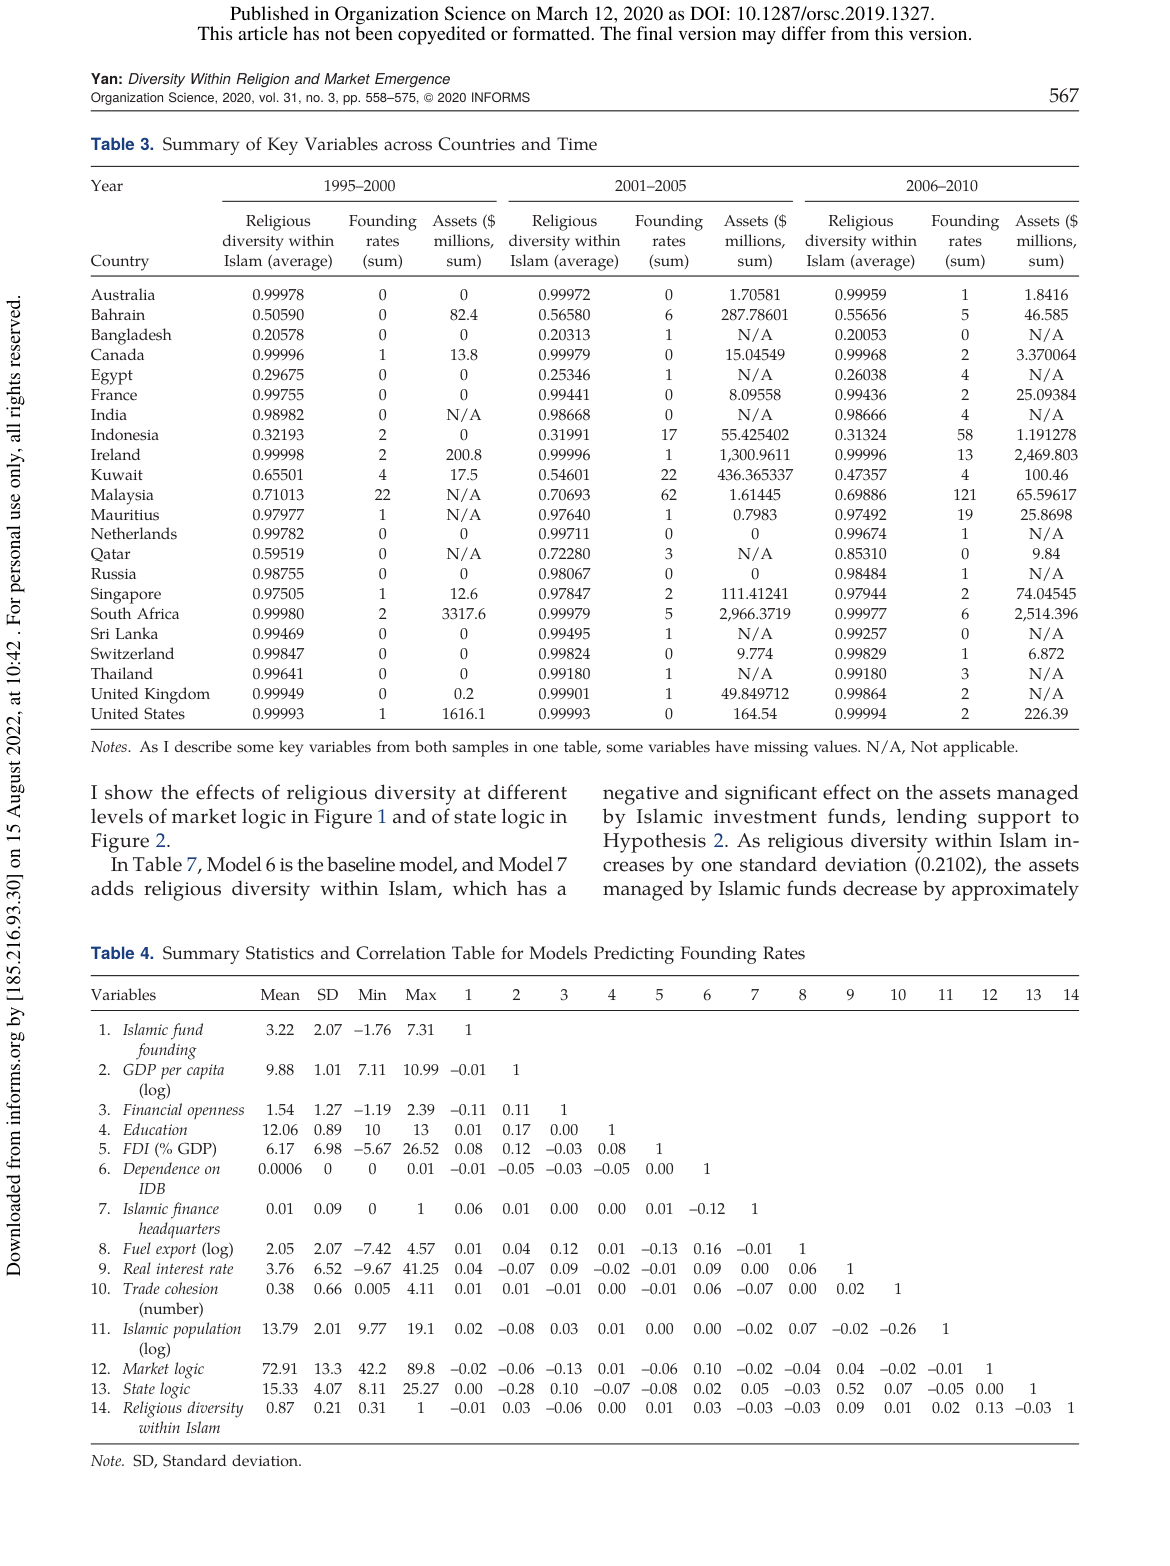 Published in Organization Science on March 12, 2020 as DOI: 10.1287/orsc.2019.1327.
This article has not been copyedited or formatted. The final version may differ from this version.
Yan: Diversity Within Religion and Market Emergence
Organization Science, 2020, vol. 31, no. 3, pp. 558–575, © 2020 INFORMS 567
Table 3. Summary of Key Variables across Countries and Time
Year 1995–2000 2001–2005 2006–2010
Religious Founding Assets ($ Religious Founding Assets ($ Religious Founding Assets ($
diversity within rates millions, diversity within rates millions, diversity within rates millions,
Country Islam (average) (sum) sum) Islam (average) (sum) sum) Islam (average) (sum) sum)
Australia 0.99978 0 0 0.99972 0 1.70581 0.99959 1 1.8416
Bahrain 0.50590 0 82.4 0.56580 6 287.78601 0.55656 5 46.585
Bangladesh 0.20578 0 0 0.20313 1 N/A 0.20053 0 N/A
Canada 0.99996 1 13.8 0.99979 0 15.04549 0.99968 2 3.370064
Egypt 0.29675 0 0 0.25346 1 N/A 0.26038 4 N/A
France 0.99755 0 0 0.99441 0 8.09558 0.99436 2 25.09384
India 0.98982 0 N/A 0.98668 0 N/A 0.98666 4 N/A
Indonesia 0.32193 2 0 0.31991 17 55.425402 0.31324 58 1.191278
Ireland 0.99998 2 200.8 0.99996 1 1,300.9611 0.99996 13 2,469.803
Kuwait 0.65501 4 17.5 0.54601 22 436.365337 0.47357 4 100.46
Malaysia 0.71013 22 N/A 0.70693 62 1.61445 0.69886 121 65.59617
Mauritius 0.97977 1 N/A 0.97640 1 0.7983 0.97492 19 25.8698
Netherlands 0.99782 0 0 0.99711 0 0 0.99674 1 N/A
Qatar 0.59519 0 N/A 0.72280 3 N/A 0.85310 0 9.84
Russia 0.98755 0 0 0.98067 0 0 0.98484 1 N/A
Singapore 0.97505 1 12.6 0.97847 2 111.41241 0.97944 2 74.04545
South Africa 0.99980 2 3317.6 0.99979 5 2,966.3719 0.99977 6 2,514.396
Sri Lanka 0.99469 0 0 0.99495 1 N/A 0.99257 0 N/A
Switzerland 0.99847 0 0 0.99824 0 9.774 0.99829 1 6.872
Thailand 0.99641 0 0 0.99180 1 N/A 0.99180 3 N/A
United Kingdom 0.99949 0 0.2 0.99901 1 49.849712 0.99864 2 N/A
United States 0.99993 1 1616.1 0.99993 0 164.54 0.99994 2 226.39
Notes. As I describe some key variables from both samples in one table, some variables have missing values. N/A, Not applicable.
I show the effects of religious diversity at different
levels of market logic in Figure 1 and of state logic in
Figure 2.
In Table 7, Model 6 is the baseline model, and Model 7
adds religious diversity within Islam, which has a
negative and significant effect on the assets managed
by Islamic investment funds, lending support to
Hypothesis 2. As religious diversity within Islam in-
creases by one standard deviation (0.2102), the assets
managed by Islamic funds decrease by approximately
Table 4. Summary Statistics and Correlation Table for Models Predicting Founding Rates
Variables Mean SD Min Max 1 2 3 4 5 6 7 8 9 10 11 12 13 14
1. Islamic fund 3.22 2.07 –1.76 7.31 1
founding
2. GDP per capita 9.88 1.01 7.11 10.99 –0.01 1
(log)
3. Financial openness 1.54 1.27 –1.19 2.39 –0.11 0.11 1
4. Education 12.06 0.89 10 13 0.01 0.17 0.00 1
5. FDI (% GDP) 6.17 6.98 –5.67 26.52 0.08 0.12 –0.03 0.08 1
6. Dependence on 0.0006 0 0 0.01 –0.01 –0.05 –0.03 –0.05 0.00 1
IDB
7. Islamic finance 0.01 0.09 0 1 0.06 0.01 0.00 0.00 0.01 –0.12 1
headquarters
8. Fuel export (log) 2.05 2.07 –7.42 4.57 0.01 0.04 0.12 0.01 –0.13 0.16 –0.01 1
9. Real interest rate 3.76 6.52 –9.67 41.25 0.04 –0.07 0.09 –0.02 –0.01 0.09 0.00 0.06 1
10. Trade cohesion 0.38 0.66 0.005 4.11 0.01 0.01 –0.01 0.00 –0.01 0.06 –0.07 0.00 0.02 1
(number)
11. Islamic population 13.79 2.01 9.77 19.1 0.02 –0.08 0.03 0.01 0.00 0.00 –0.02 0.07 –0.02 –0.26 1
(log)
12. Market logic 72.91 13.3 42.2 89.8 –0.02 –0.06 –0.13 0.01 –0.06 0.10 –0.02 –0.04 0.04 –0.02 –0.01 1
13. State logic 15.33 4.07 8.11 25.27 0.00 –0.28 0.10 –0.07 –0.08 0.02 0.05 –0.03 0.52 0.07 –0.05 0.00 1
14. Religious diversity 0.87 0.21 0.31 1 –0.01 0.03 –0.06 0.00 0.01 0.03 –0.03 –0.03 0.09 0.01 0.02 0.13 –0.03 1
within Islam
Note. SD, Standard deviation.
Downloaded from informs.org by [185.216.93.30] on 15 August 2022, at 10:42 . For personal use only, all rights reserved.